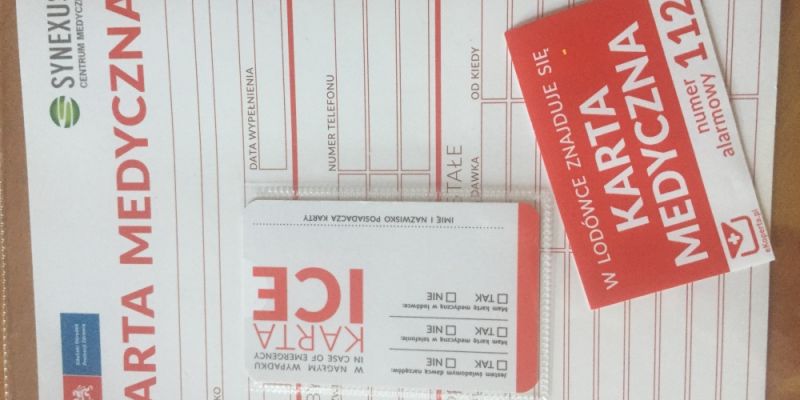 SYNEXUS
CENTRUM MEDYCZNE
KARTA MEDYCZNA
DATA WYPEŁNIENIA
NUMER TELEFONU
OD KIEDY
DAWKA
W LODÓWCE ZNAJDUJE SIĘ
KARTA
MEDYCZNA
numer
alarmowy 112
eKoperta.pl
W NAGŁYM WYPADKU
IN CASE OF EMERGENCY
KARTA
ICE
IMIĘ I NAZWISKO POSIADACZA KARTY
Jestem świadomym dawcą narządów:
TAK
NIE
Mam kartę medyczną w telefonie:
TAK
NIE
Mam kartę medyczną w lodówce:
TAK
NIE